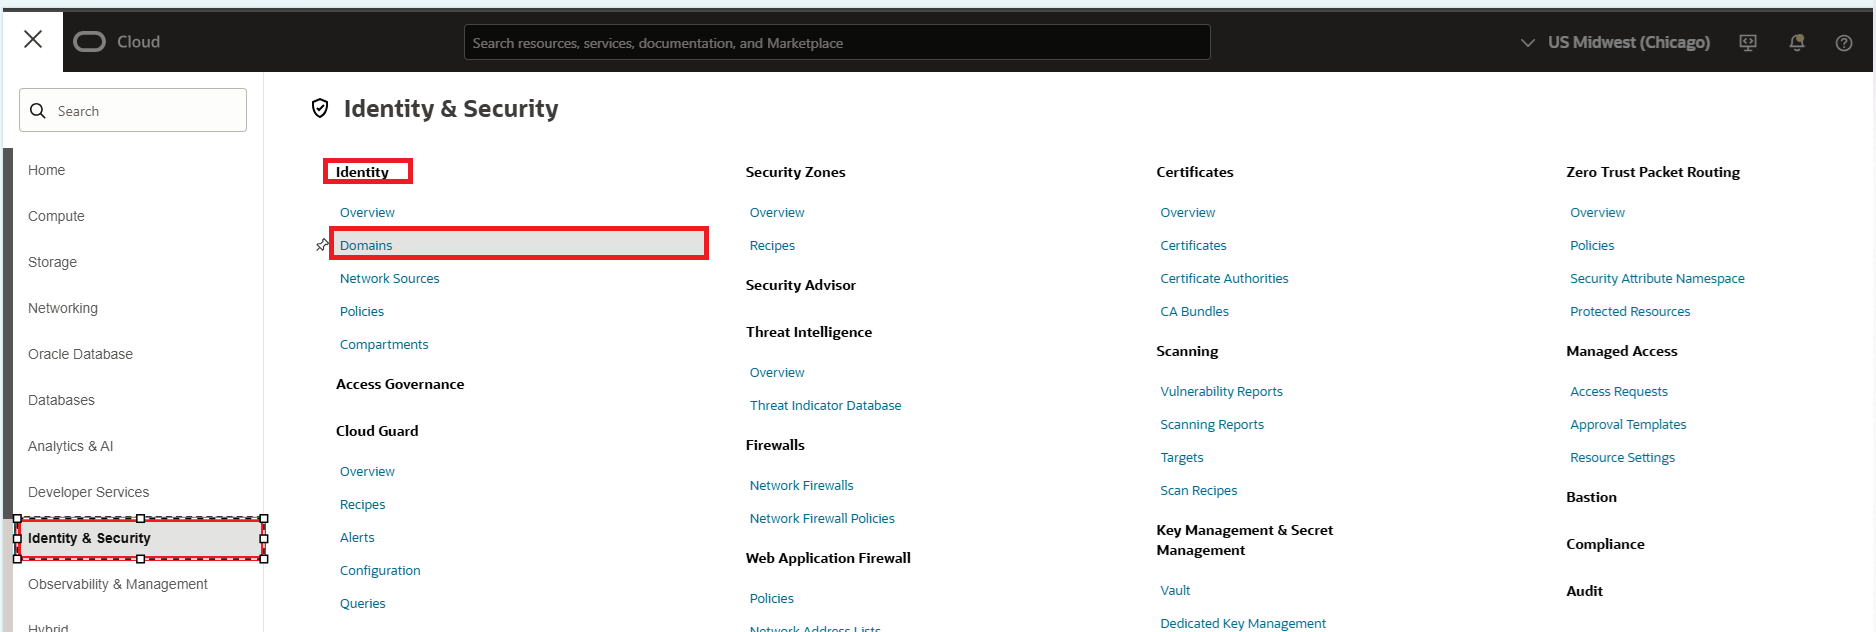 Cloud
Search resources, services, documentation, and Marketplace
US Midwest (Chicago)
Search
Home
Compute
Storage
Networking
Oracle Database
Databases
Analytics & AI
Developer Services
Identity & Security
Observability & Management
Hybrid
Identity & Security
Identity
Overview
Domains
Network Sources
Policies
Compartments
Access Governance
Cloud Guard
Overview
Recipes
Alerts
Configuration
Queries
Security Zones
Overview
Recipes
Security Advisor
Threat Intelligence
Overview
Threat Indicator Database
Firewalls
Network Firewalls
Network Firewall Policies
Web Application Firewall
Policies
Network Address Lists
Certificates
Overview
Certificates
Certificate Authorities
CA Bundles
Scanning
Vulnerability Reports
Scanning Reports
Targets
Scan Recipes
Key Management & Secret
Management
Vault
Dedicated Key Management
Zero Trust Packet Routing
Overview
Policies
Security Attribute Namespace
Protected Resources
Managed Access
Access Requests
Approval Templates
Resource Settings
Bastion
Compliance
Audit